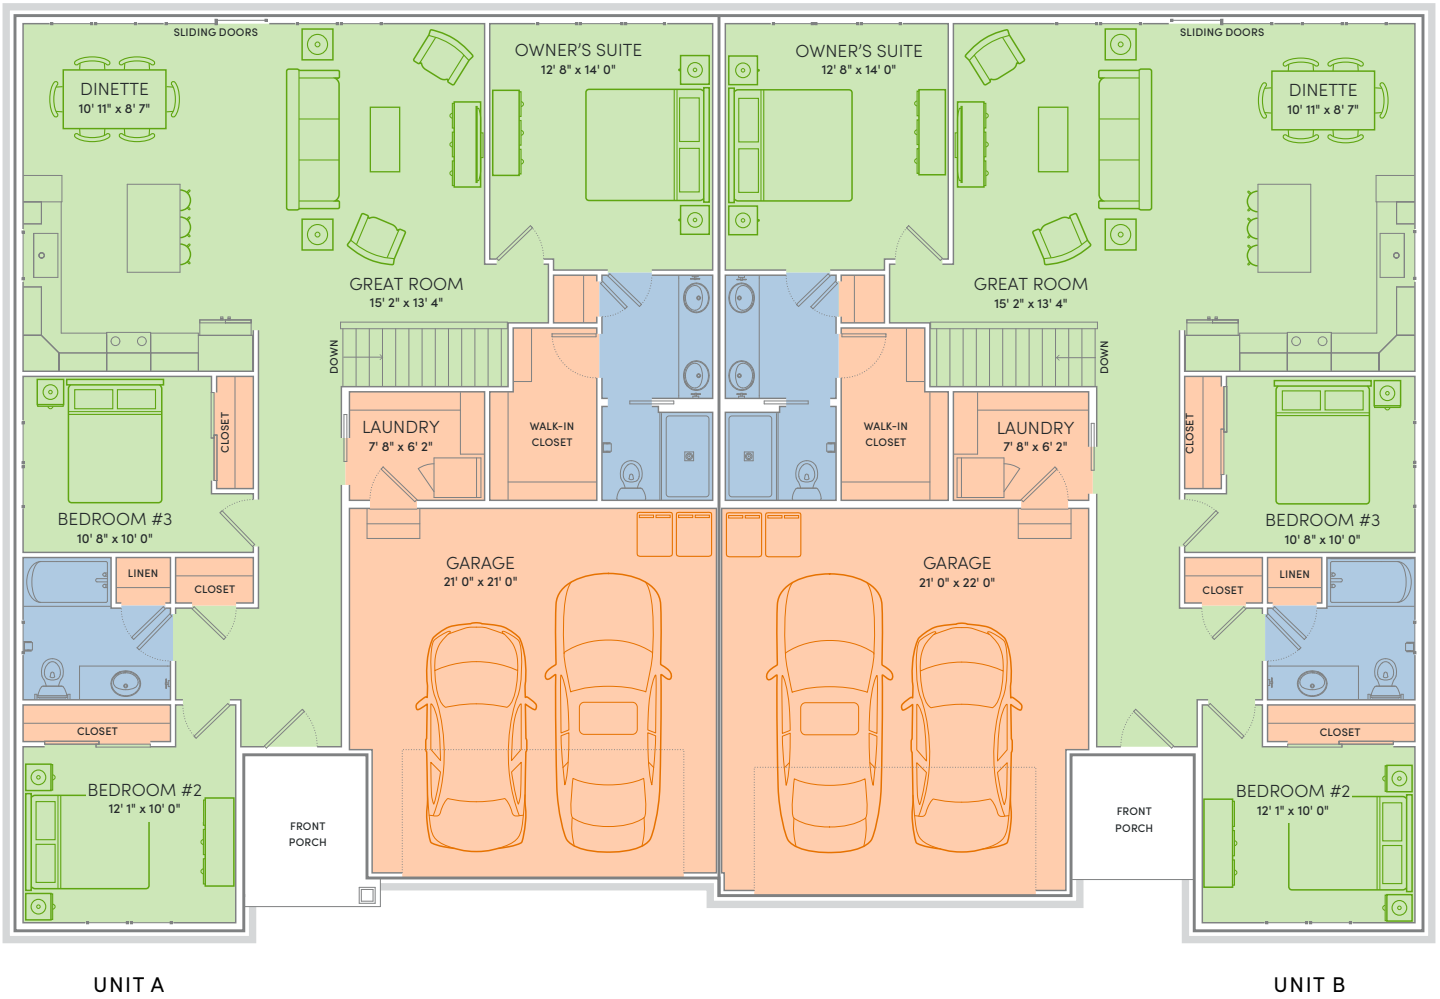 SLIDING DOORS
DINETTE
10' 11" x 8' 7"
OWNER'S SUITE
12' 8" x 14' 0"
GREAT ROOM
15' 2" x 13' 4"
DOWN
CLOSET
LAUNDRY
7' 8" x 6' 2"
WALK-IN
CLOSET
BEDROOM #3
10' 8" x 10' 0"
LINEN
CLOSET
GARAGE
21' 0" x 21' 0"
CLOSET
BEDROOM #2
12' 1" x 10' 0"
FRONT
PORCH
UNIT A
SLIDING DOORS
OWNER'S SUITE
12' 8" x 14' 0"
DINETTE
10' 11" x 8' 7"
GREAT ROOM
15' 2" x 13' 4"
DOWN
WALK-IN
CLOSET
LAUNDRY
7' 8" x 6' 2"
CLOSET
BEDROOM #3
10' 8" x 10' 0"
GARAGE
21' 0" x 22' 0"
CLOSET
LINEN
CLOSET
BEDROOM #2
12' 1" x 10' 0"
FRONT
PORCH
UNIT B